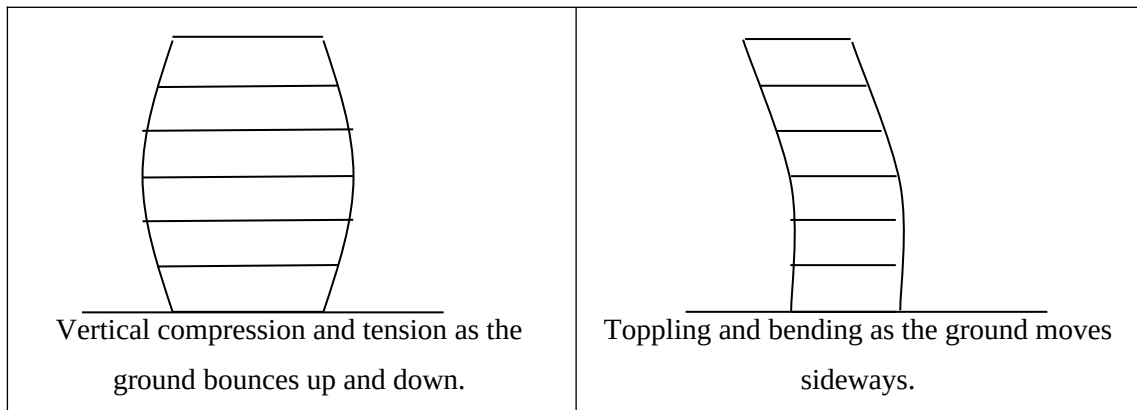 Vertical compression and tension as the
ground bounces up and down.
Toppling and bending as the ground moves
sideways.